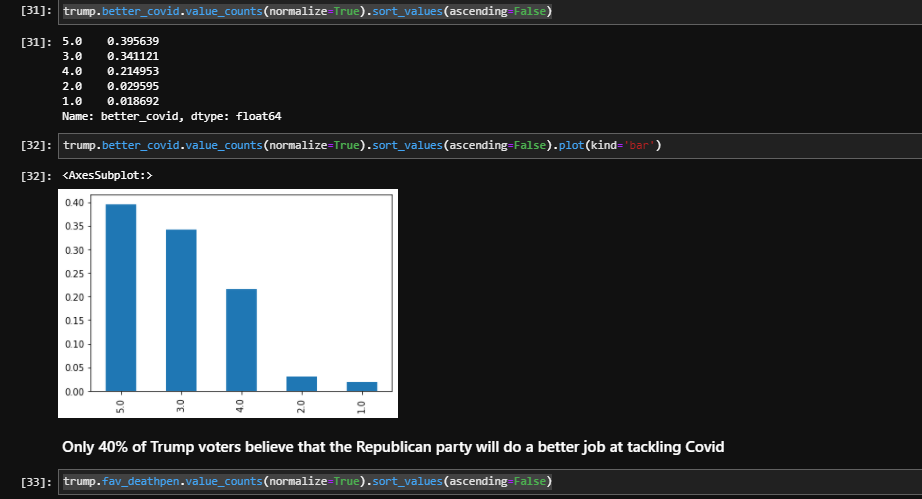 [31]: trump.better_covid.value_counts(normalize=True).sort_values(ascending=False)
[31]: 5.0    0.395639
3.0    0.341121
4.0    0.214953
2.0    0.029595
1.0    0.018692
Name: better_covid, dtype: float64
[32]: trump.better_covid.value_counts(normalize=True).sort_values(ascending=False).plot(kind='bar')
[32]: <AxesSubplot:>
0.40
0.35
0.30
0.25
0.20
0.15
0.10
0.05
0.00
5.0 3.0 4.0 2.0 1.0
Only 40% of Trump voters believe that the Republican party will do a better job at tackling Covid
[33]: trump.fav_deathpen.value_counts(normalize=True).sort_values(ascending=False)